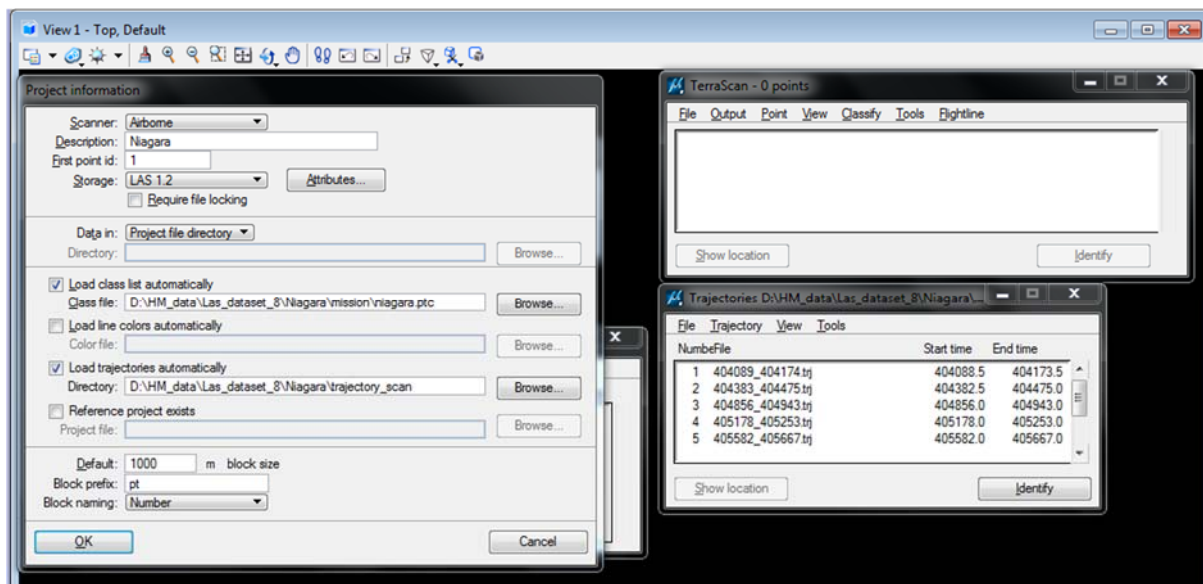 View 1 - Top, Default
Project information
Scanner: Airborne
Description: Niagara
First point id: 1
Storage: LAS 1.2 Attributes...
Require file locking
Data in: Project file directory
Directory: Browse...
Load class list automatically
Class file: D:\HM_data\Las_dataset_8\Niagara\mission\niagara.ptc Browse...
Load line colors automatically
Color file: Browse...
Load trajectories automatically
Directory: D:\HM_data\Las_dataset_8\Niagara\trajectory_scan Browse...
Reference project exists
Project file: Browse...
Default: 1000 m block size
Block prefix: pt
Block naming: Number
OK Cancel
TerraScan - 0 points
File Output Point View Classify Tools Flightline
Show location Identify
Trajectories D:\HM_data\Las_dataset_8\Niagara\...
File Trajectory View Tools
NumbeFile Start time End time
1 404089_404174.trj 404088.5 404173.5
2 404383_404475.trj 404382.5 404475.0
3 404856_404943.trj 404856.0 404943.0
4 405178_405253.trj 405178.0 405253.0
5 405582_405667.trj 405582.0 405667.0
Show location Identify